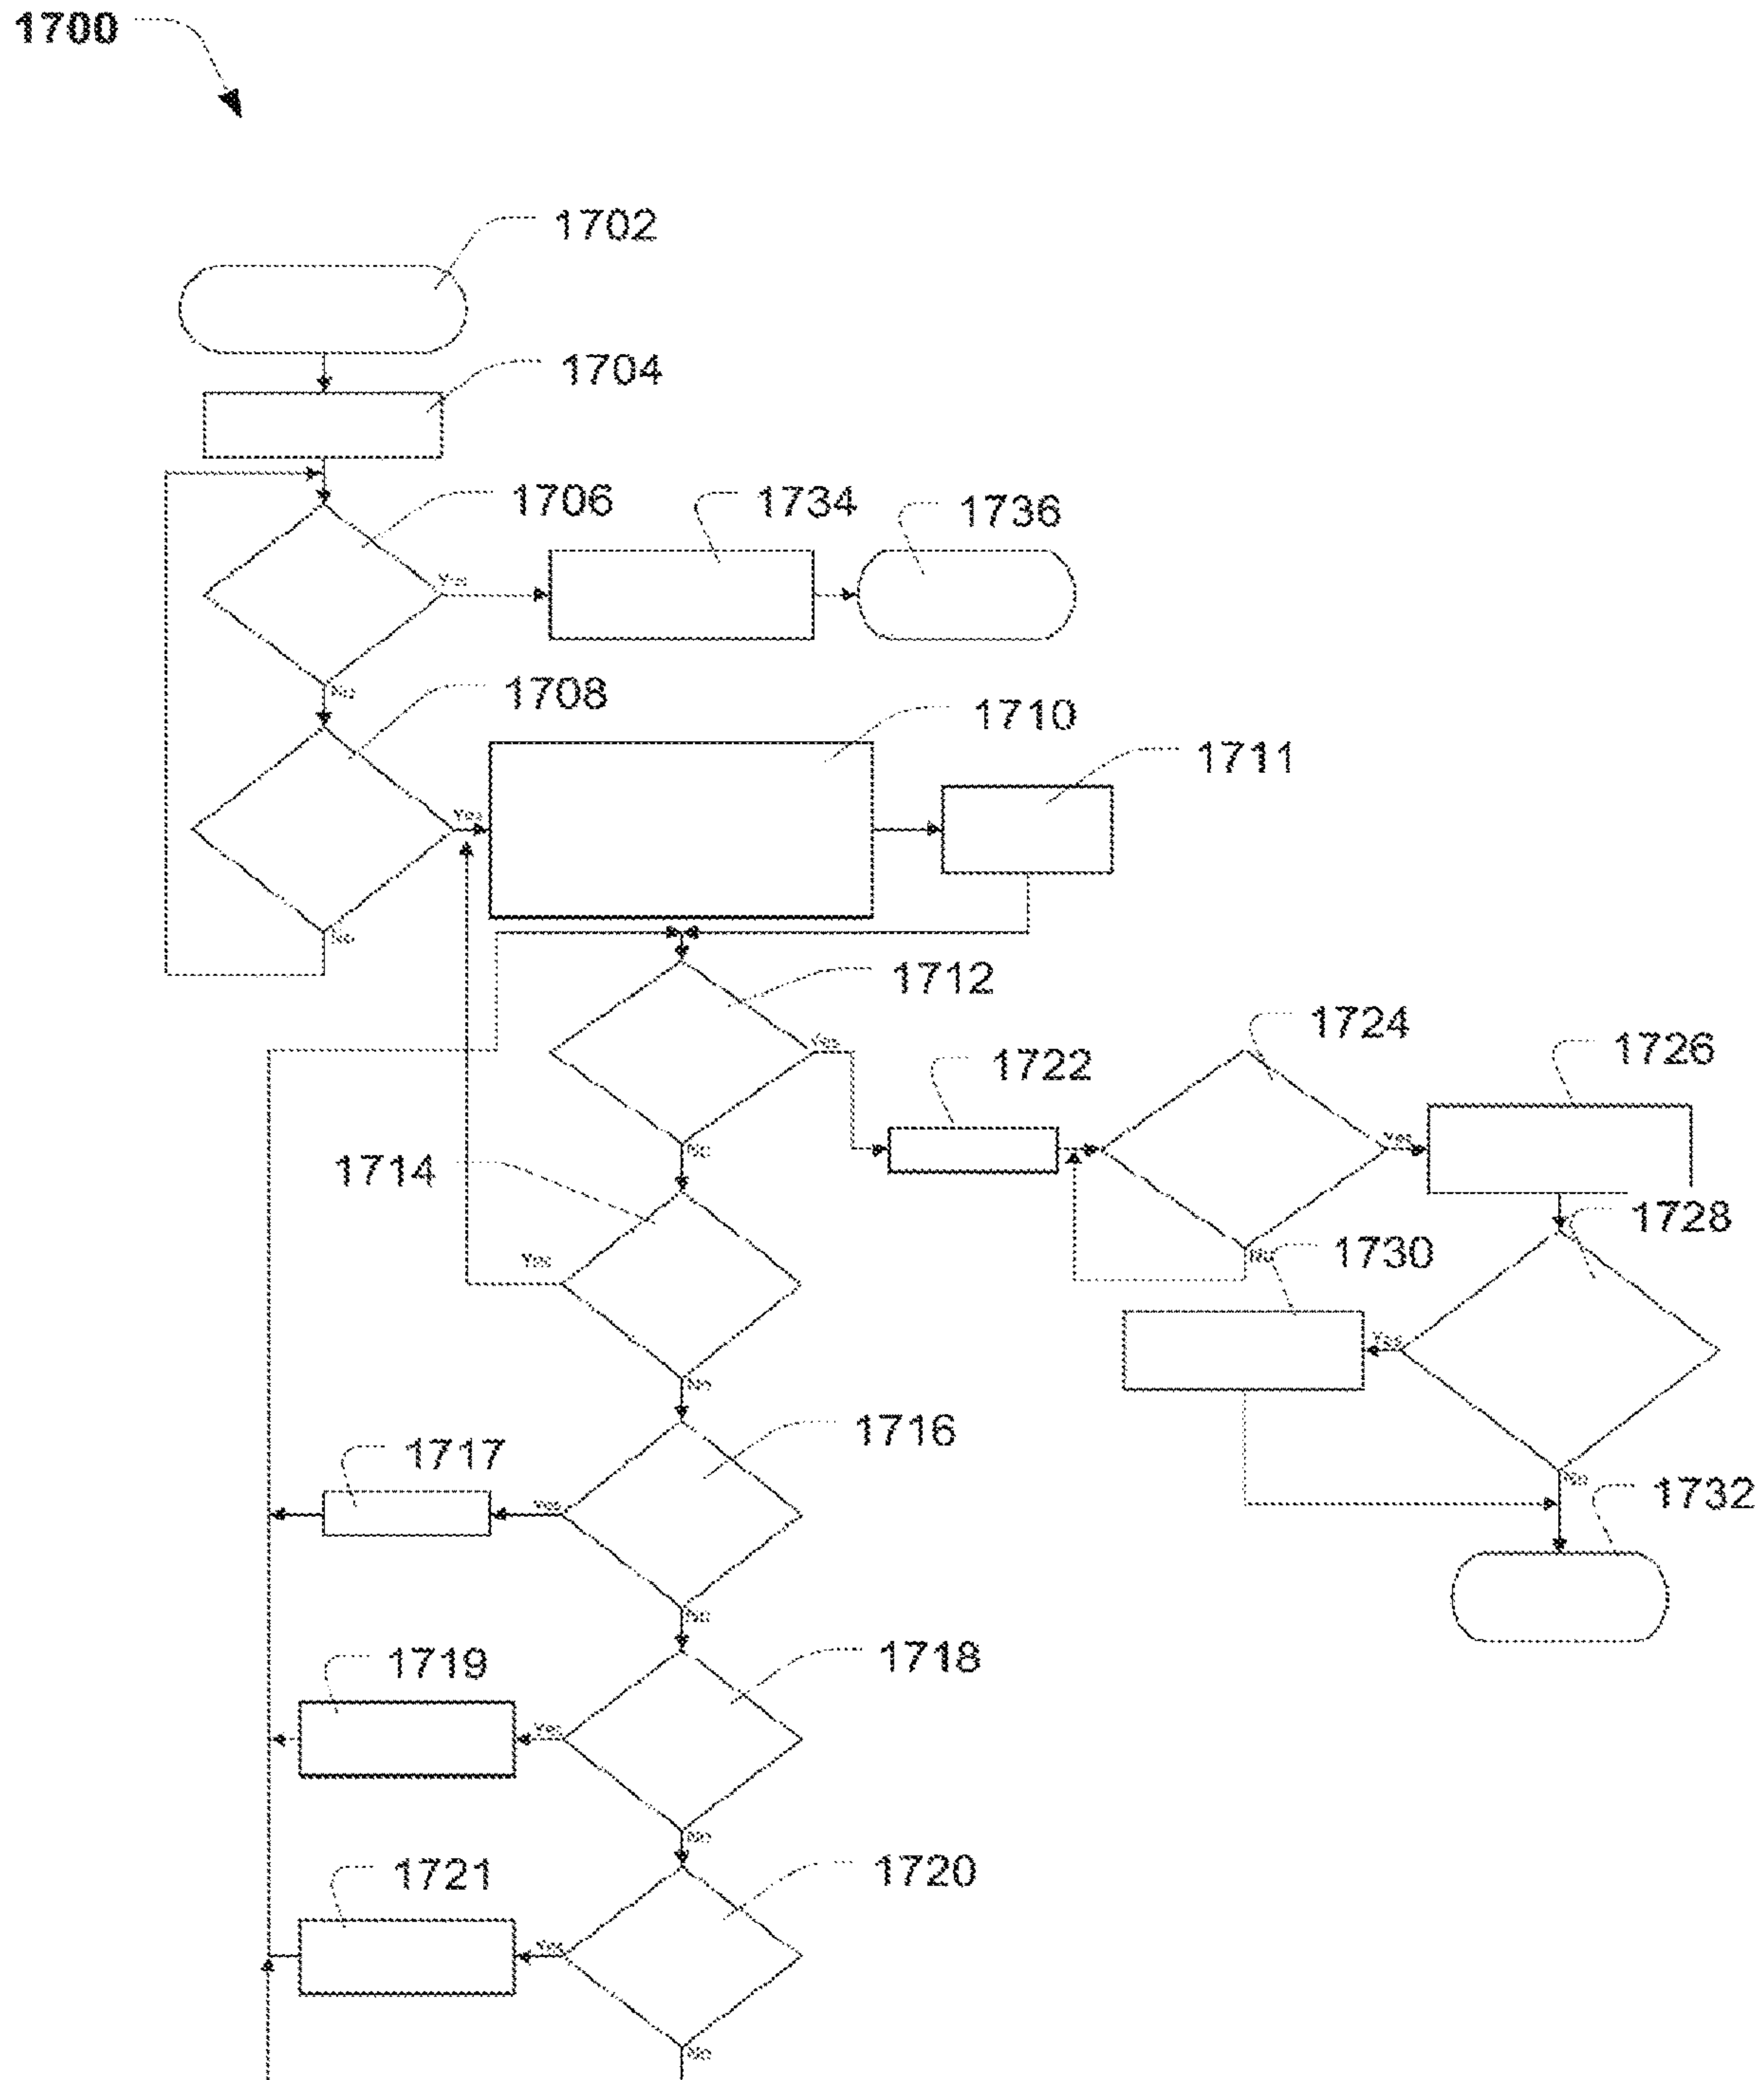 1700
1702
1704
1706
Yes
1734
1736
No
1708
1710
1711
Yes
No
1712
1724
1726
Yes
1722
No
Yes
1714
1728
Yes
No
1730
Yes
No
1716
1717
Yes
No
1732
No
1719
1718
Yes
No
1721
1720
Yes
No